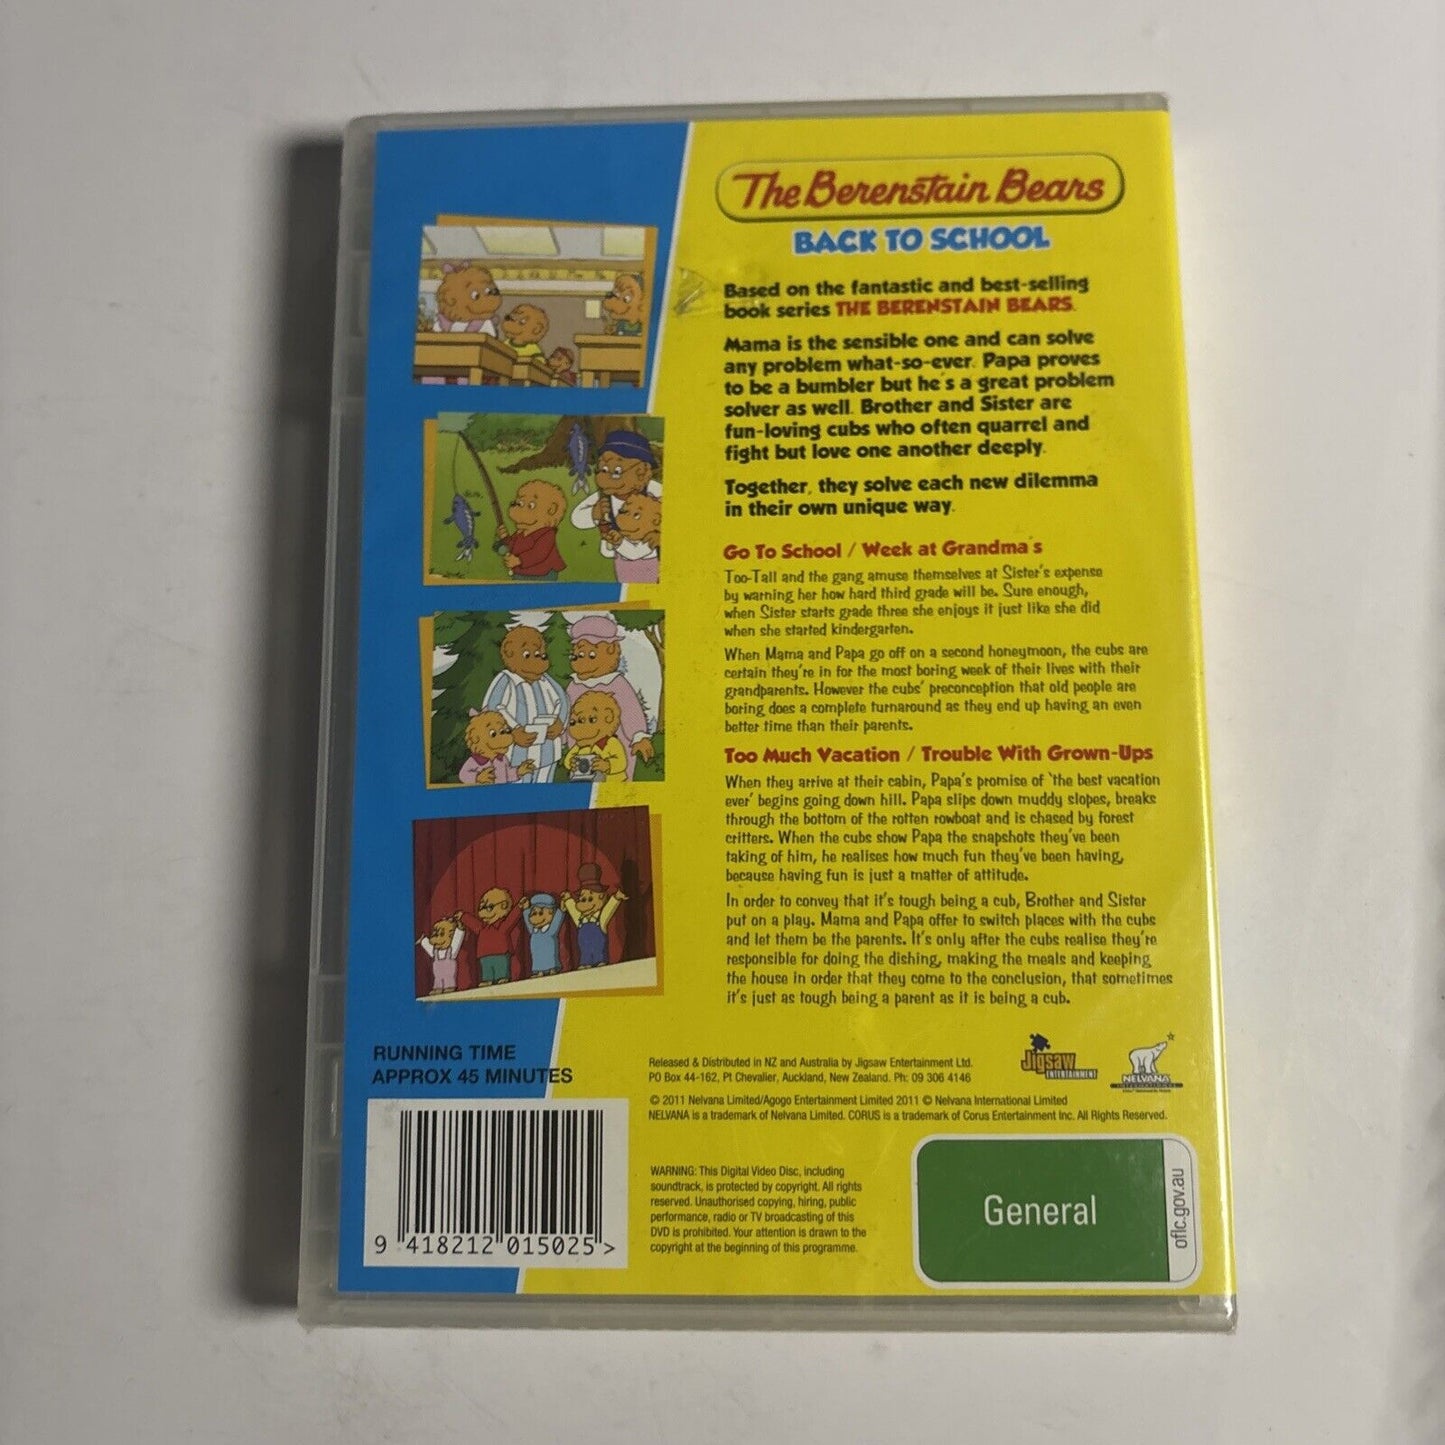 The Berenstain Bears
BACK TO SCHOOL
Based on the fantastic and best-selling
book series THE BERENSTAIN BEARS.
Mama is the sensible one and can solve
any problem what-so-ever. Papa proves
to be a bumbler but he's a great problem
solver as well. Brother and Sister are
fun-loving cubs who often quarrel and
fight but love one another deeply.
Together, they solve each new dilemma
in their own unique way.
Go To School / Week at Grandma's
Too-Tall and the gang amuse themselves at Sister's expense
by warning her how hard third grade will be. Sure enough,
when Sister starts grade three she enjoys it just like she did
when she started kindergarten.
When Mama and Papa go off on a second honeymoon, the cubs are
certain they're in for the most boring week of their lives with their
grandparents. However the cubs' preconception that old people are
boring does a complete turnaround as they end up having an even
better time than their parents.
Too Much Vacation / Trouble With Grown-Ups
When they arrive at their cabin, Papa's promise of 'the best vacation
ever' begins going down hill. Papa slips down muddy slopes, breaks
through the bottom of the rotten rowboat and is chased by forest
critters. When the cubs show Papa the snapshots they've been
taking of him, he realises how much fun they've been having,
because having fun is just a matter of attitude.
In order to convey that it's tough being a cub, Brother and Sister
put on a play. Mama and Papa offer to switch places with the cubs
and let them be the parents. It's only after the cubs realise they're
responsible for doing the dishing, making the meals and keeping
the house in order that they come to the conclusion, that sometimes
it's just as tough being a parent as it is being a cub.
RUNNING TIME
APPROX 45 MINUTES
Released & Distributed in NZ and Australia by Jigsaw Entertainment Ltd.
PO Box 44-162, Pt Chevalier, Auckland, New Zealand. Ph: 09 306 4146
© 2011 Nelvana Limited/Agogo Entertainment Limited 2011 © Nelvana International Limited
NELVANA is a trademark of Nelvana Limited. CORUS is a trademark of Corus Entertainment Inc. All Rights Reserved.
Jigsaw
ENTERTAINMENT
NELVANA
INTERNATIONAL
WARNING: This Digital Video Disc, including
soundtrack, is protected by copyright. All rights
reserved. Unauthorised copying, hiring, public
performance, radio or TV broadcasting of this
DVD is prohibited. Your attention is drawn to the
copyright at the beginning of this programme.
General
oflc.gov.au
9 418212 015025 >